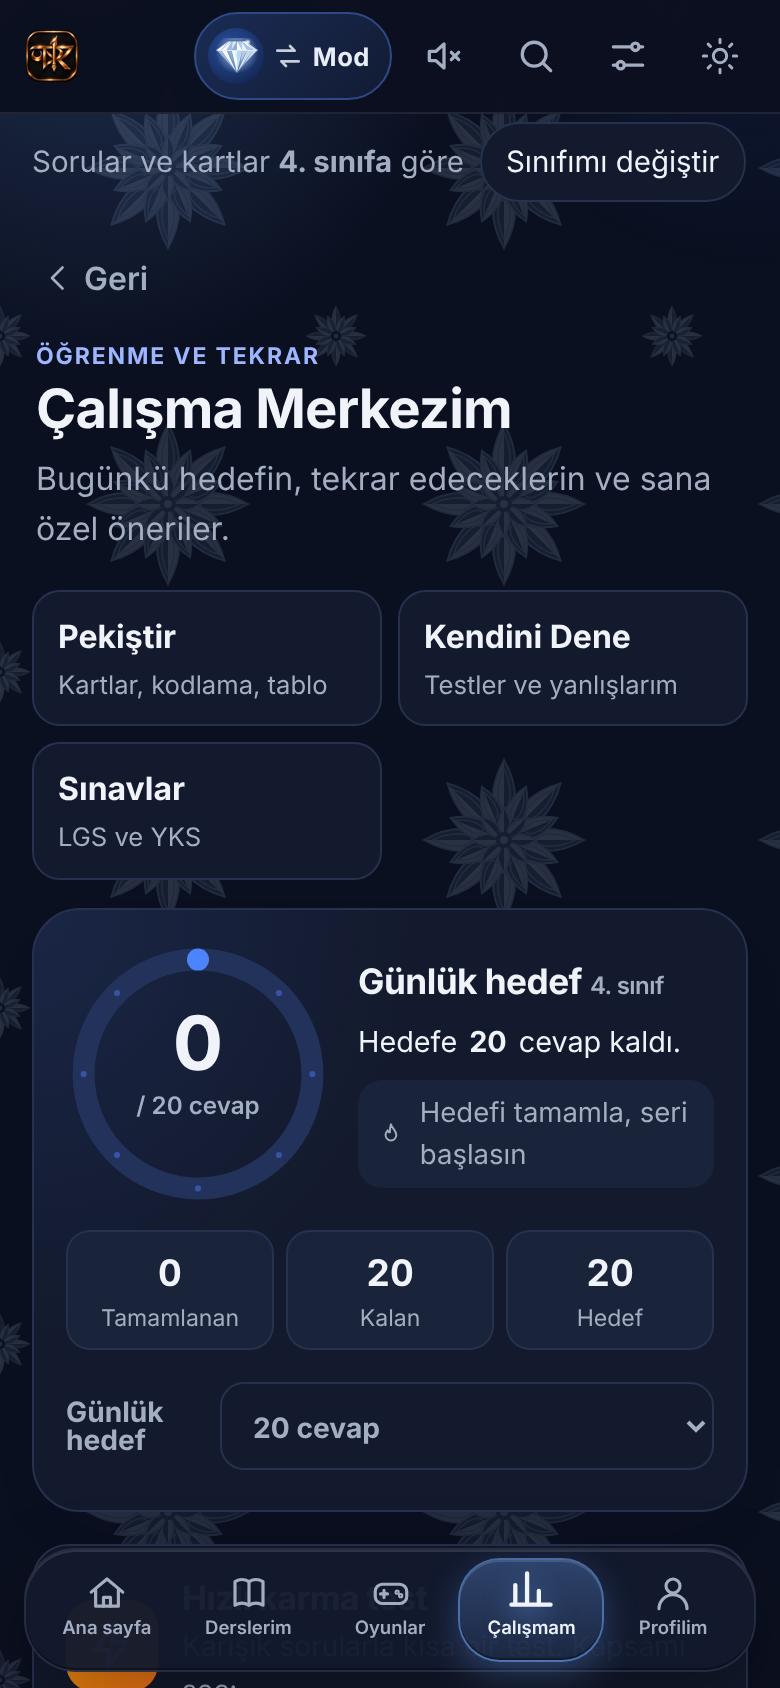 Mod
Sorular ve kartlar 4. sınıfa göre
Sınıfımı değiştir
Geri
ÖĞRENME VE TEKRAR
Çalışma Merkezim
Bugünkü hedefin, tekrar edeceklerin ve sana
özel öneriler.
Pekiştir
Kartlar, kodlama, tablo
Kendini Dene
Testler ve yanlışlarım
Sınavlar
LGS ve YKS
0
/ 20 cevap
Günlük hedef 4. sınıf
Hedefe 20 cevap kaldı.
Hedefi tamamla, seri
başlasın
0
Tamamlanan
20
Kalan
20
Hedef
Günlük
hedef
20 cevap
Ana sayfa
Derslerim
Oyunlar
Çalışmam
Profilim
Karışık sorularla kısa